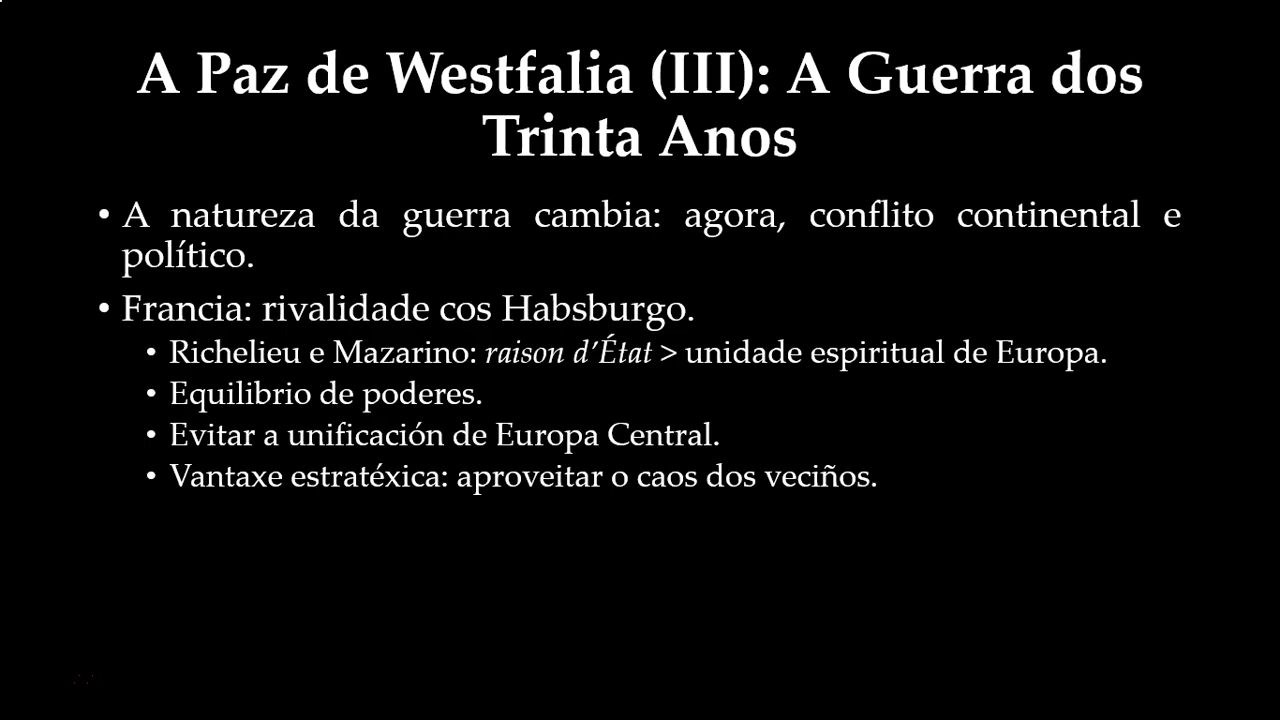 A Paz de Westfalia (III): A Guerra dos
Trinta Anos
• A natureza da guerra cambia: agora, conflito continental e
político.
• Francia: rivalidade cos Habsburgo.
• Richelieu e Mazarino: raison d’État > unidade espiritual de Europa.
• Equilibrio de poderes.
• Evitar a unificación de Europa Central.
• Vantaxe estratéxica: aproveitar o caos dos veciños.